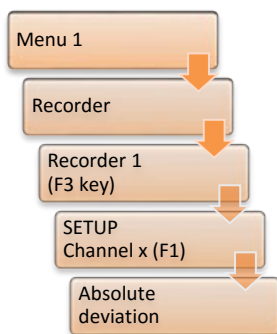 Menu 1
Recorder
Recorder 1
(F3 key)
SETUP
Channel x (F1)
Absolute
deviation